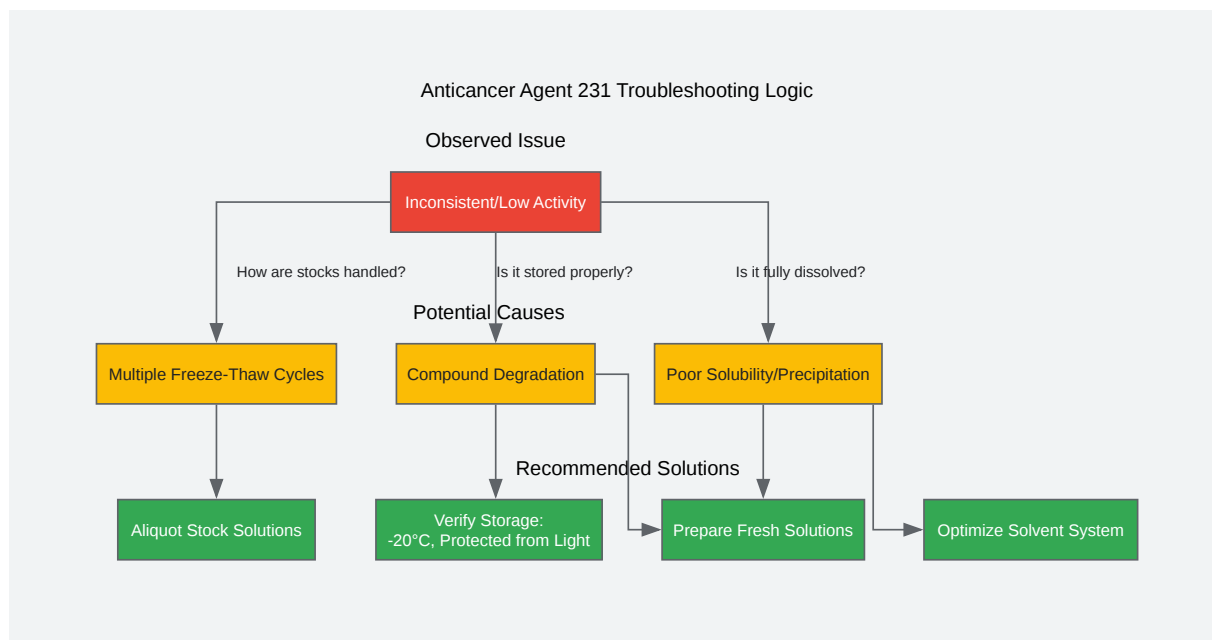 Anticancer Agent 231 Troubleshooting Logic
Observed Issue
Inconsistent/Low Activity
How are stocks handled?
Is it stored properly?
Is it fully dissolved?
Potential Causes
Multiple Freeze-Thaw Cycles
Compound Degradation
Poor Solubility/Precipitation
Recommended Solutions
Aliquot Stock Solutions
Verify Storage:
-20°C, Protected from Light
Prepare Fresh Solutions
Optimize Solvent System